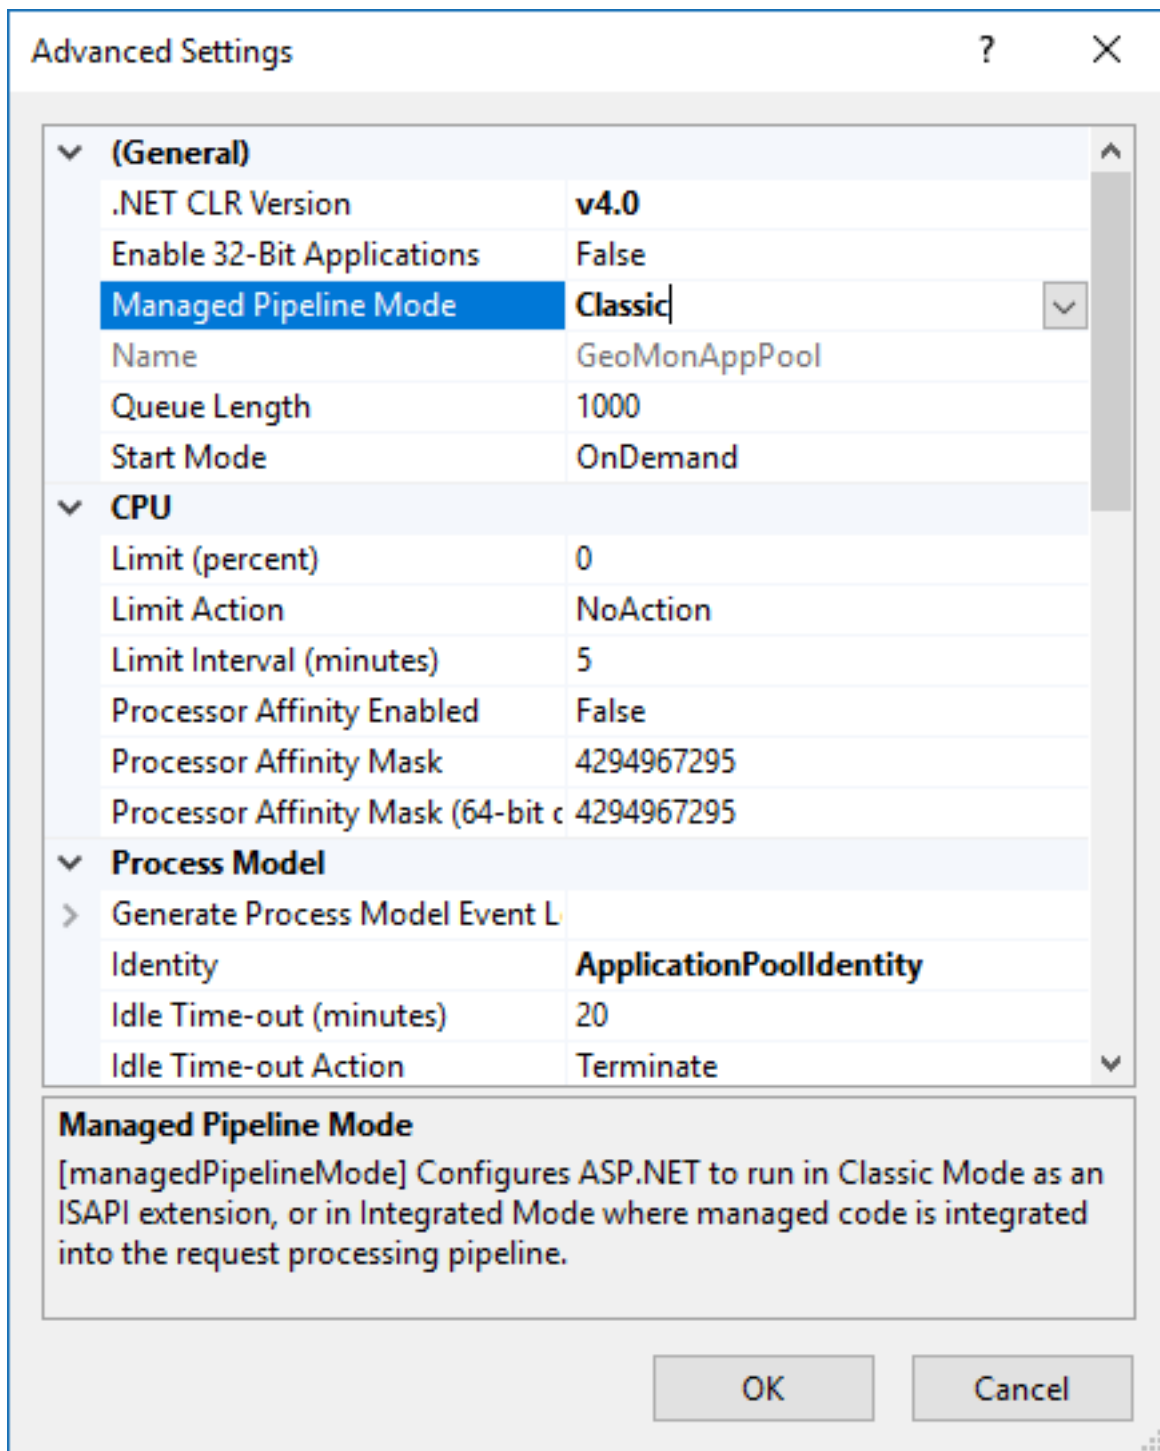 Advanced Settings ?
(General)
.NET CLR Version v4.0
Enable 32-Bit Applications False
Managed Pipeline Mode Classic
Name GeoMonAppPool
Queue Length 1000
Start Mode OnDemand
CPU
Limit (percent) 0
Limit Action NoAction
Limit Interval (minutes) 5
Processor Affinity Enabled False
Processor Affinity Mask 4294967295
Processor Affinity Mask (64-bit o 4294967295
Process Model
Generate Process Model Event L
Identity ApplicationPoolIdentity
Idle Time-out (minutes) 20
Idle Time-out Action Terminate
Managed Pipeline Mode
[managedPipelineMode] Configures ASP.NET to run in Classic Mode as an
ISAPI extension, or in Integrated Mode where managed code is integrated
into the request processing pipeline.
OK Cancel